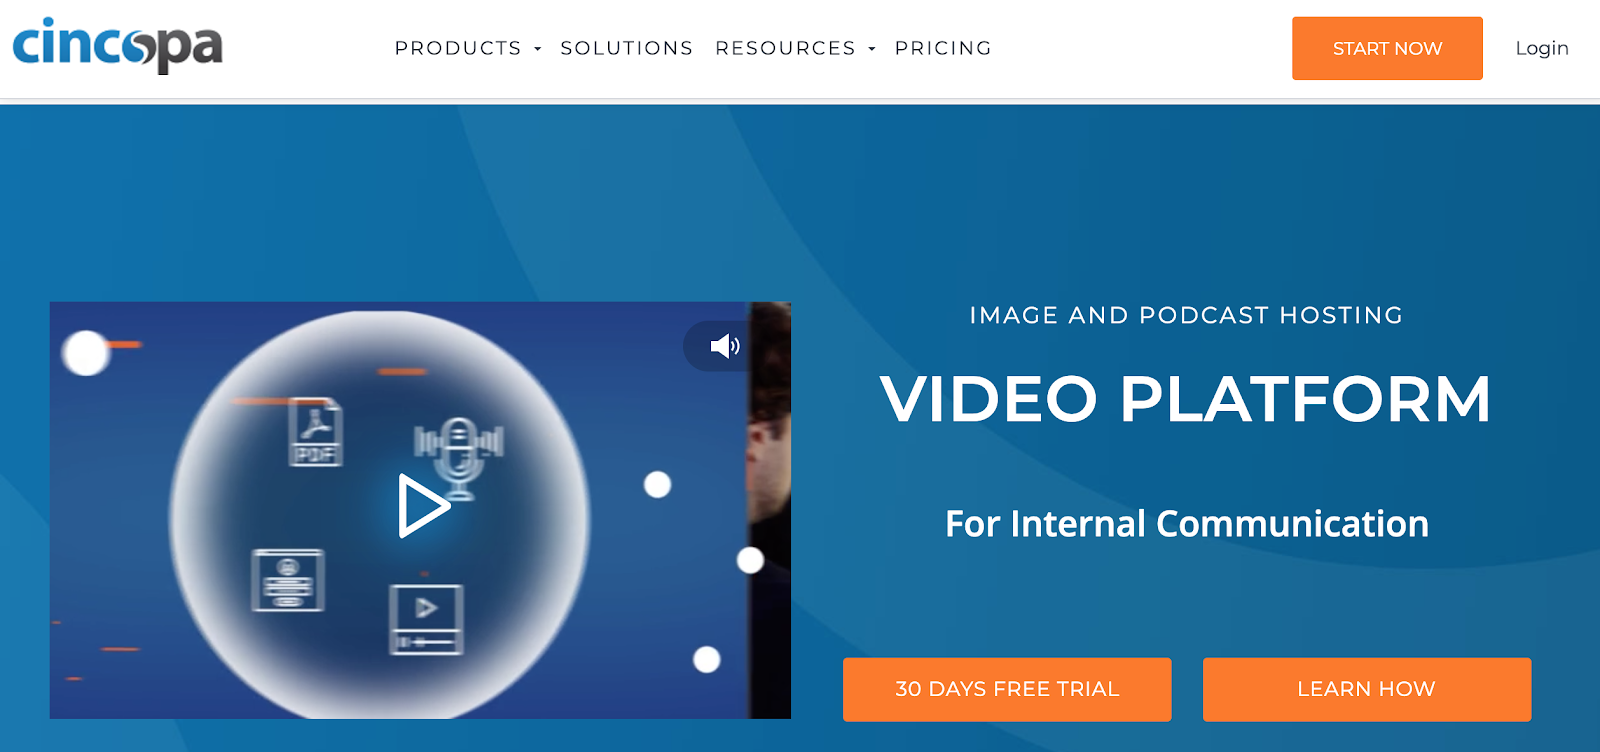 cincopa
PRODUCTS
SOLUTIONS
RESOURCES
PRICING
START NOW
Login
PDF
IMAGE AND PODCAST HOSTING
VIDEO PLATFORM
For Internal Communication
30 DAYS FREE TRIAL
LEARN HOW